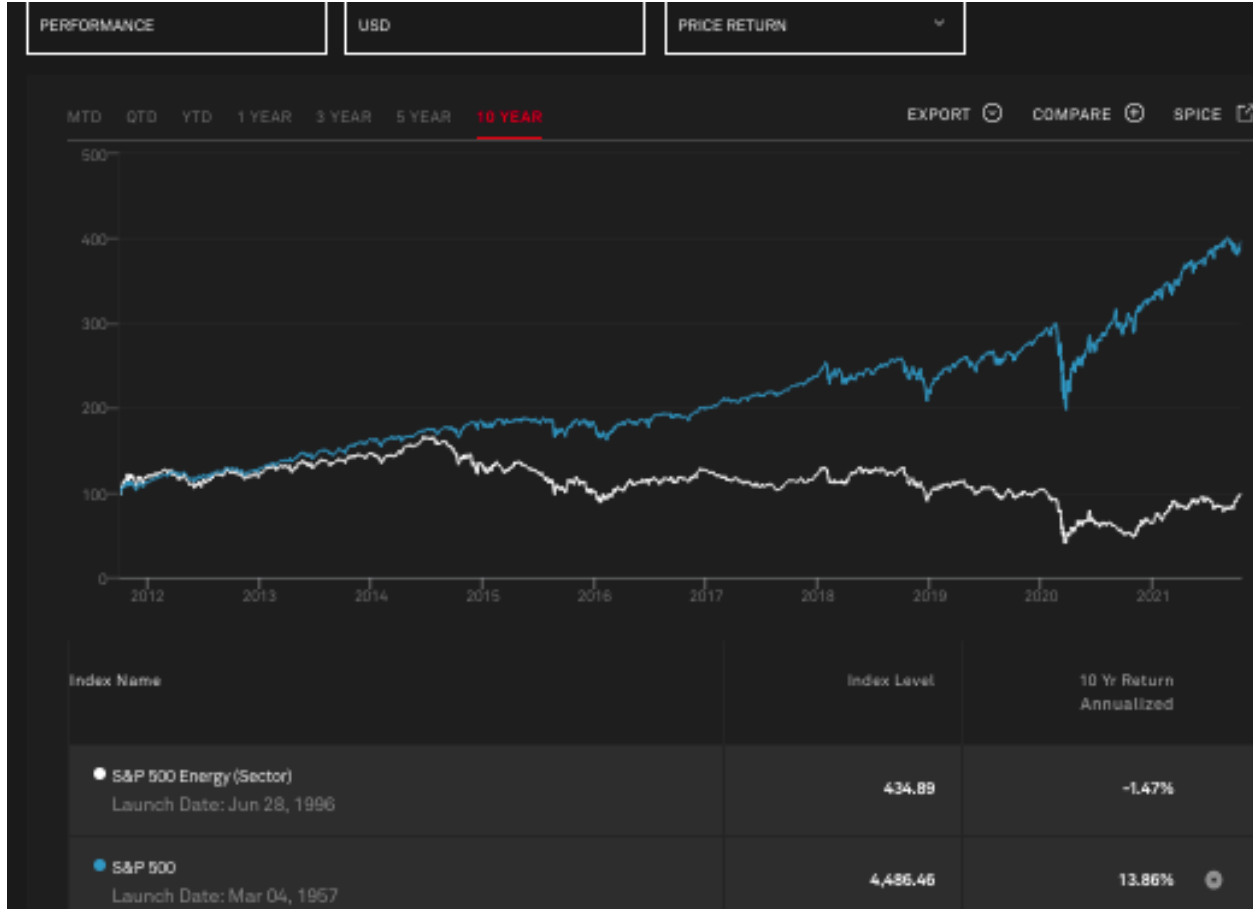 PERFORMANCE USD PRICE RETURN
MTD QTD YTD 1 YEAR 3 YEAR 5 YEAR 10 YEAR EXPORT COMPARE SPICE
500
400
300
200
100
0
2012 2013 2014 2015 2016 2017 2018 2019 2020 2021
Index Name Index Level 10 Yr Return
Annualized
S&P 500 Energy (Sector) 434.89 -1.47%
Launch Date: Jun 28, 1996
S&P 500 4,486.46 13.86%
Launch Date: Mar 04, 1957